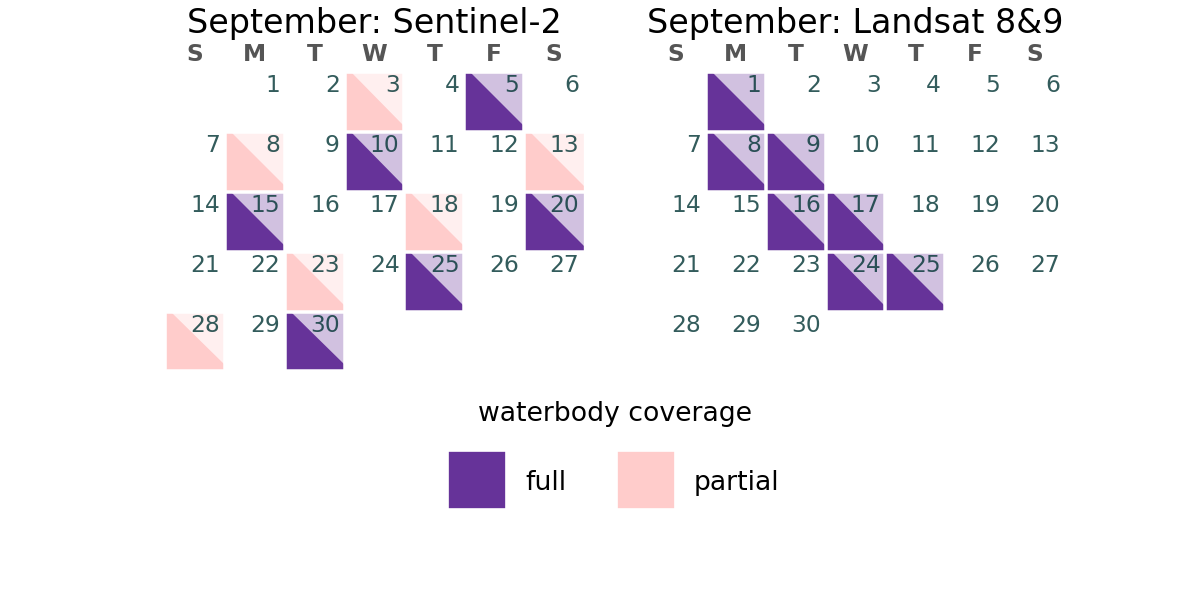 September: Sentinel-2
S M T W T F S
1 2 3 4 5 6
7 8 9 10 11 12 13
14 15 16 17 18 19 20
21 22 23 24 25 26 27
28 29 30
September: Landsat 8&9
S M T W T F S
1 2 3 4 5 6
7 8 9 10 11 12 13
14 15 16 17 18 19 20
21 22 23 24 25 26 27
28 29 30
waterbody coverage
full partial